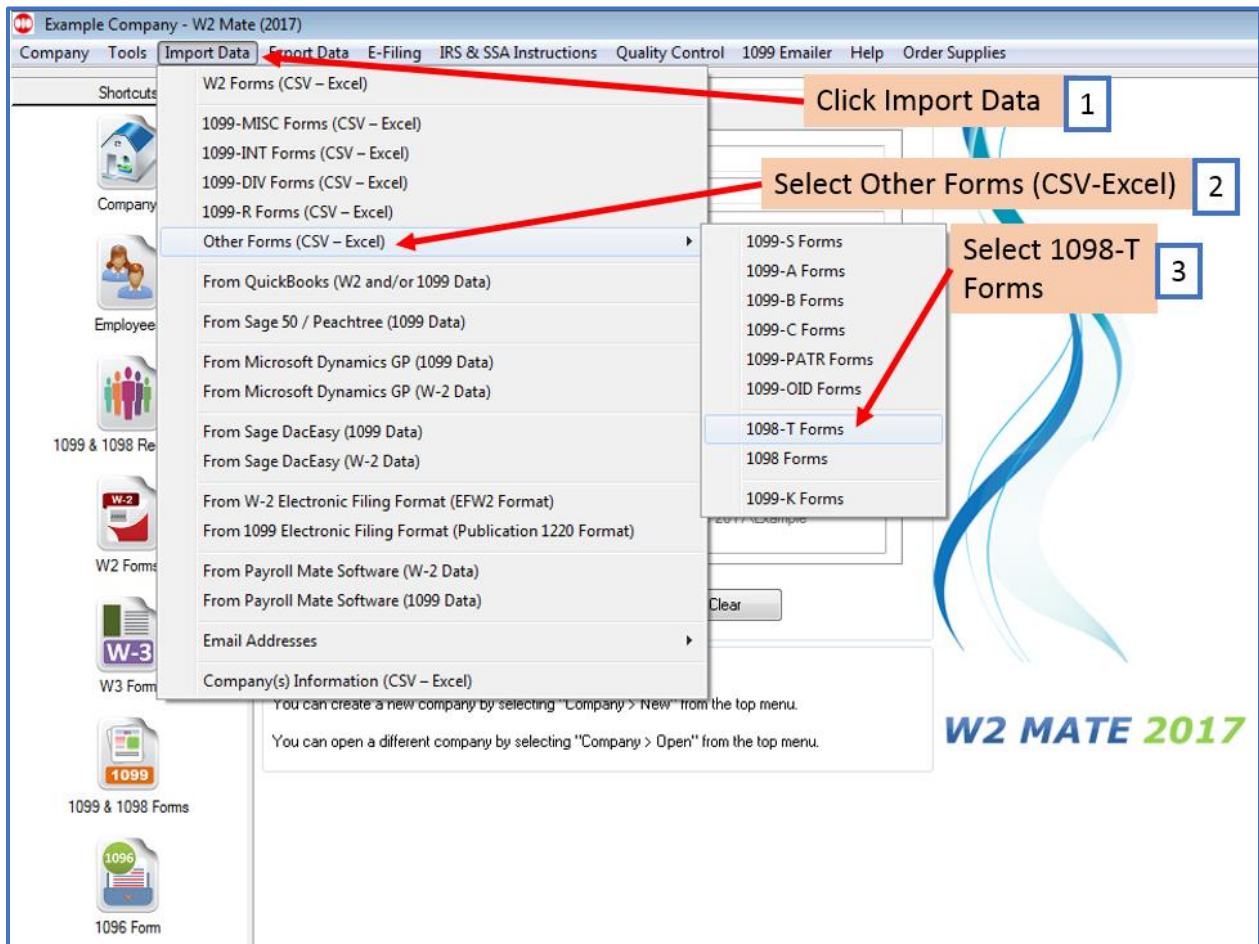 Example Company - W2 Mate (2017)
Company Tools Import Data Export Data E-Filing IRS & SSA Instructions Quality Control 1099 Emailer Help Order Supplies
Shortcuts
Company
Employee
1099 & 1098 Re
W-2
W2 Forms
W-3
W3 Form
1099
1099 & 1098 Forms
1096
1096 Form
W2 Forms (CSV – Excel)
1099-MISC Forms (CSV – Excel)
1099-INT Forms (CSV – Excel)
1099-DIV Forms (CSV – Excel)
1099-R Forms (CSV – Excel)
Other Forms (CSV – Excel)
From QuickBooks (W2 and/or 1099 Data)
From Sage 50 / Peachtree (1099 Data)
From Microsoft Dynamics GP (1099 Data)
From Microsoft Dynamics GP (W-2 Data)
From Sage DacEasy (1099 Data)
From Sage DacEasy (W-2 Data)
From W-2 Electronic Filing Format (EFW2 Format)
From 1099 Electronic Filing Format (Publication 1220 Format)
From Payroll Mate Software (W-2 Data)
From Payroll Mate Software (1099 Data)
Email Addresses
Company(s) Information (CSV – Excel)
1099-S Forms
1099-A Forms
1099-B Forms
1099-C Forms
1099-PATR Forms
1099-OID Forms
1098-T Forms
1098 Forms
1099-K Forms
Click Import Data 1
Select Other Forms (CSV-Excel) 2
Select 1098-T
Forms 3
Clear
You can create a new company by selecting "Company > New" from the top menu.
You can open a different company by selecting "Company > Open" from the top menu.
W2 MATE 2017